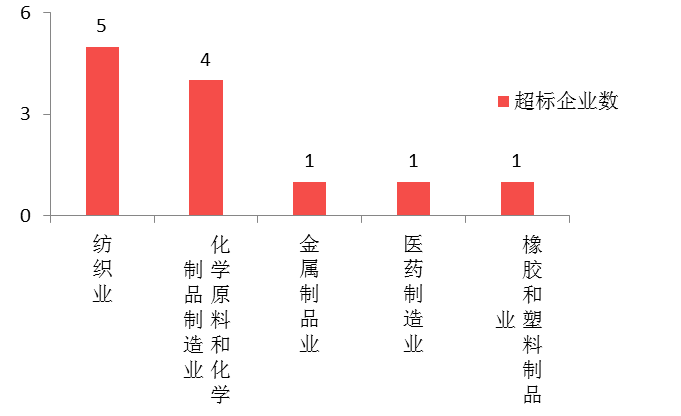 6
3
0
5
4
1
1
1
超标企业数
纺织业
化学原料和化学
制品制造业
金属制品业
医药制造业
橡胶和塑料制品
业